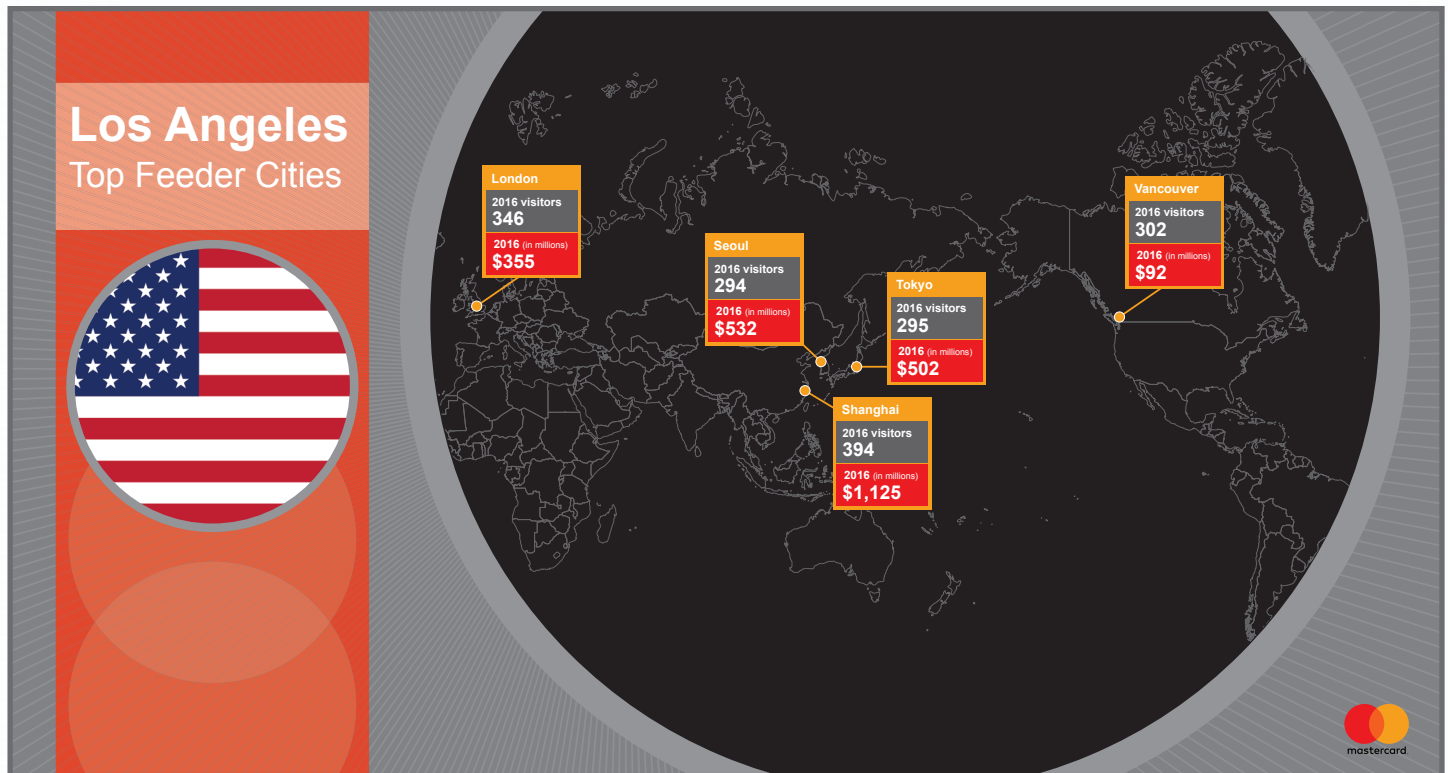 Los Angeles
Top Feeder Cities
London
2016 visitors
346
2016 (in millions)
$355
Seoul
2016 visitors
294
2016 (in millions)
$532
Tokyo
2016 visitors
295
2016 (in millions)
$502
Shanghai
2016 visitors
394
2016 (in millions)
$1,125
Vancouver
2016 visitors
302
2016 (in millions)
$92
mastercard